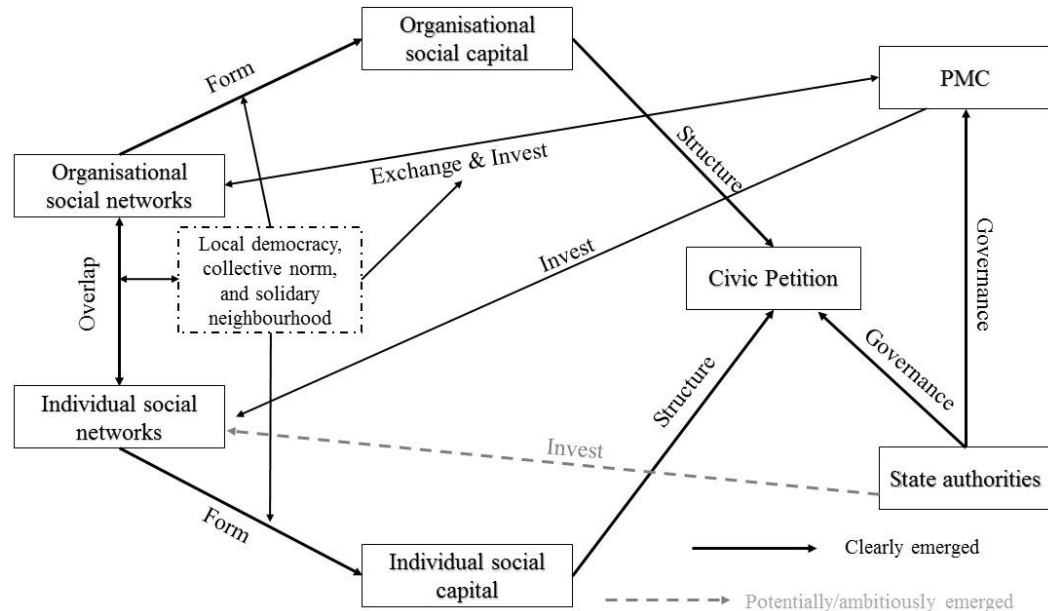 Organisational
social capital
Form
PMC
Structure
Organisational
social networks
Exchange & Invest
Local democracy,
collective norm,
and solidary
neighbourhood
Invest
Civic Petition
Governance
Overlap
Individual social
networks
Structure
Governance
Invest
State authorities
Form
Individual social
capital
Clearly emerged
Potentially/ambitiously emerged